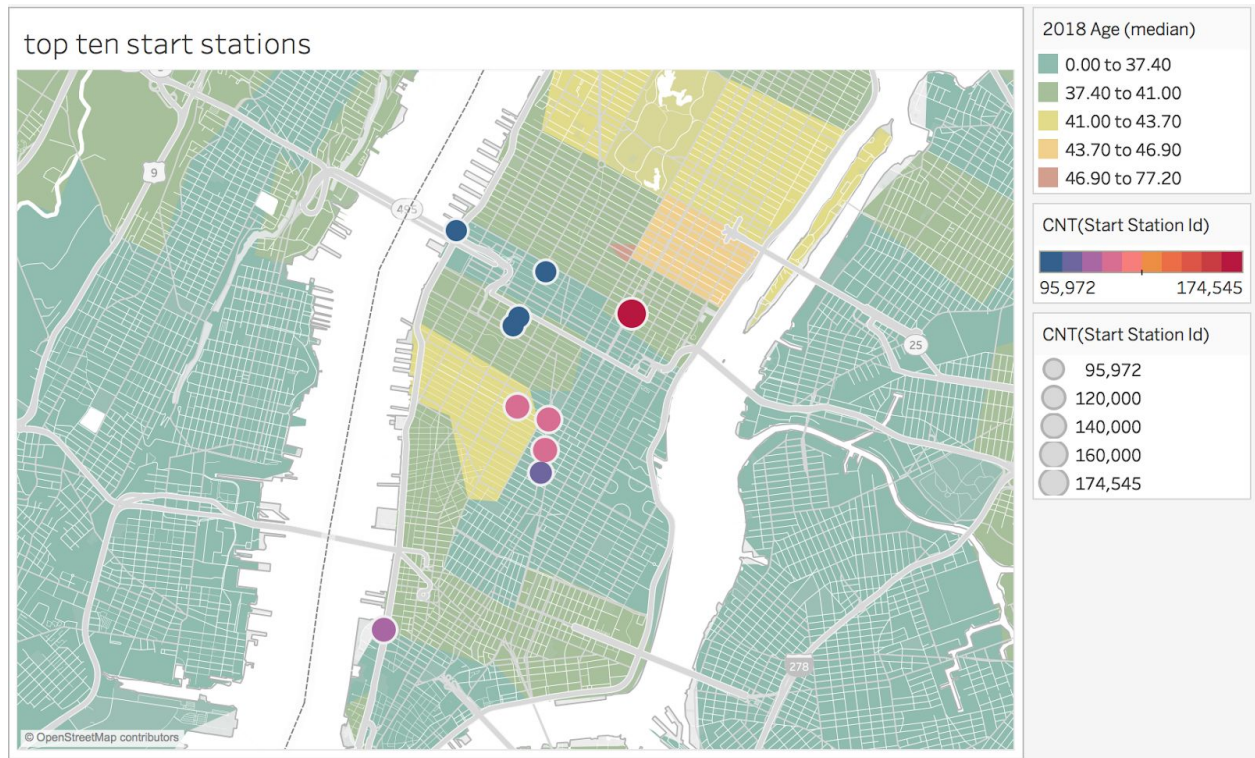 top ten start stations
9
495
25
278
© OpenStreetMap contributors
2018 Age (median)
0.00 to 37.40
37.40 to 41.00
41.00 to 43.70
43.70 to 46.90
46.90 to 77.20
CNT(Start Station Id)
95,972 174,545
CNT(Start Station Id)
95,972
120,000
140,000
160,000
174,545